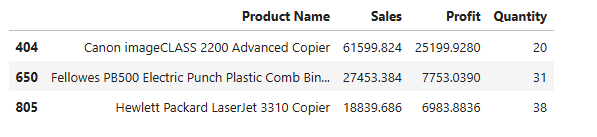 Product Name Sales Profit Quantity
404 Canon imageCLASS 2200 Advanced Copier 61599.824 25199.9280 20
650 Fellowes PB500 Electric Punch Plastic Comb Bin... 27453.384 7753.0390 31
805 Hewlett Packard LaserJet 3310 Copier 18839.686 6983.8836 38